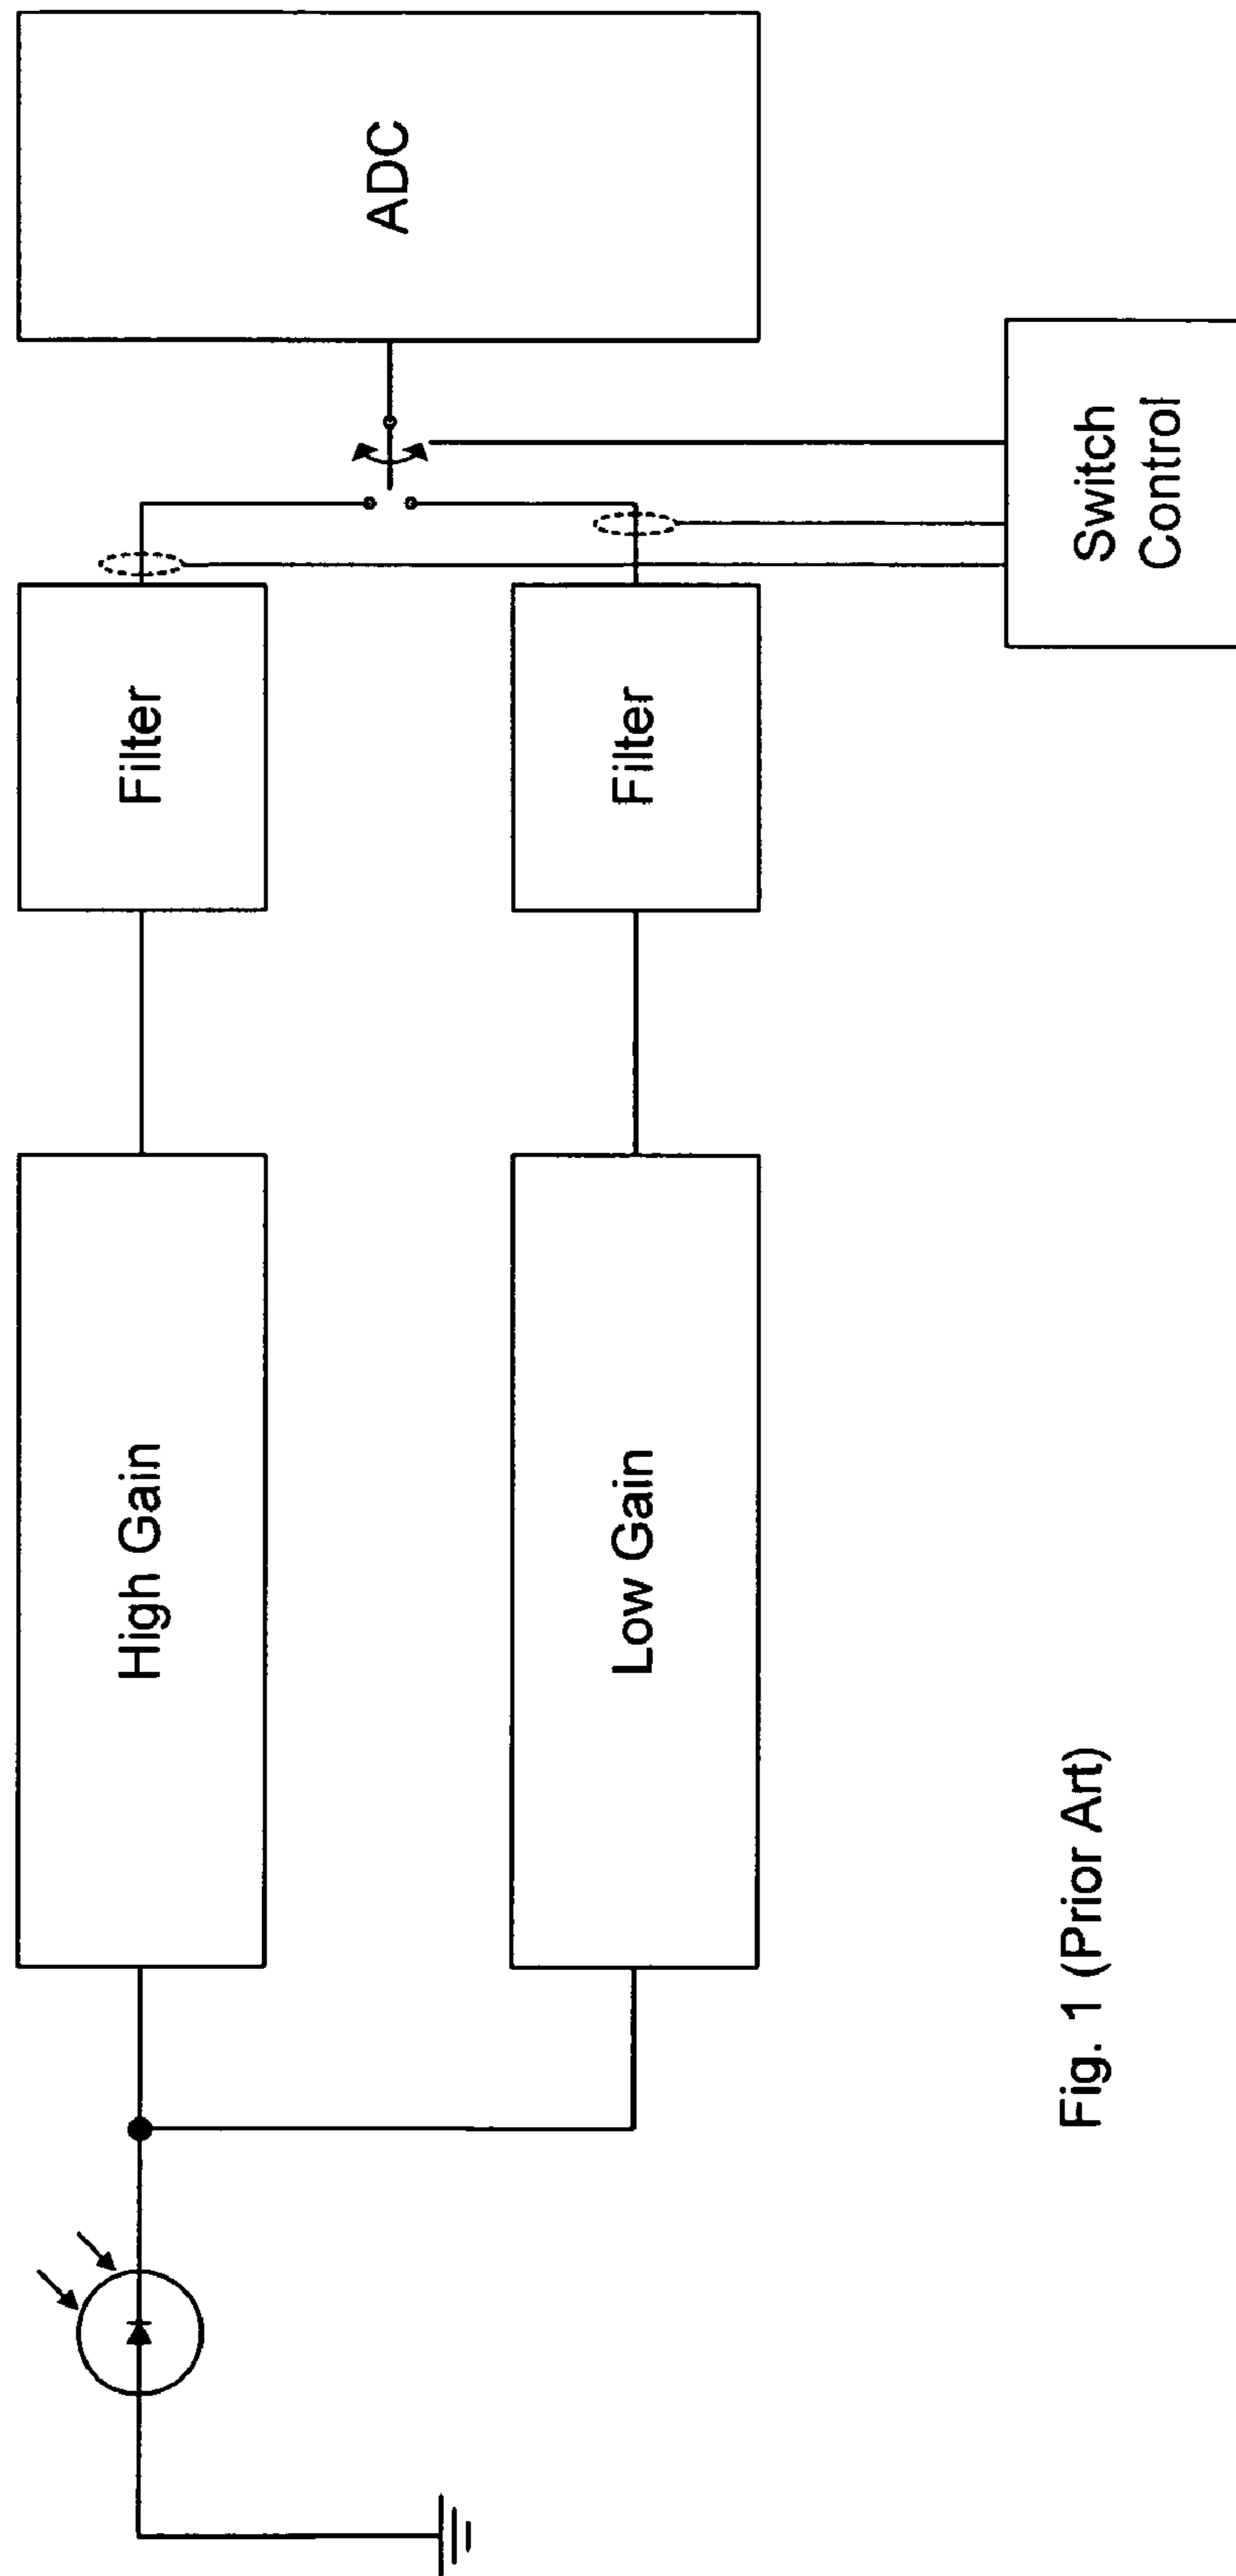 High Gain
Filter
ADC
Low Gain
Filter
Switch
Control
Fig. 1 (Prior Art)